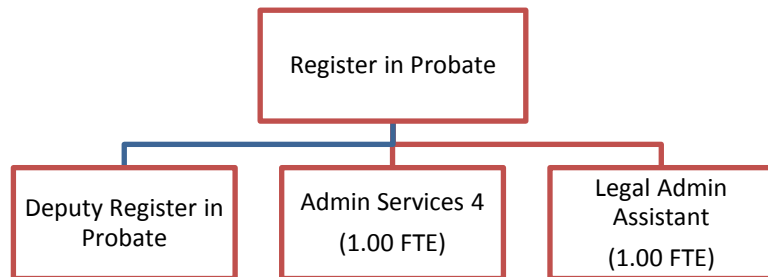 Register in Probate
Deputy Register in
Probate
Admin Services 4
(1.00 FTE)
Legal Admin
Assistant
(1.00 FTE)